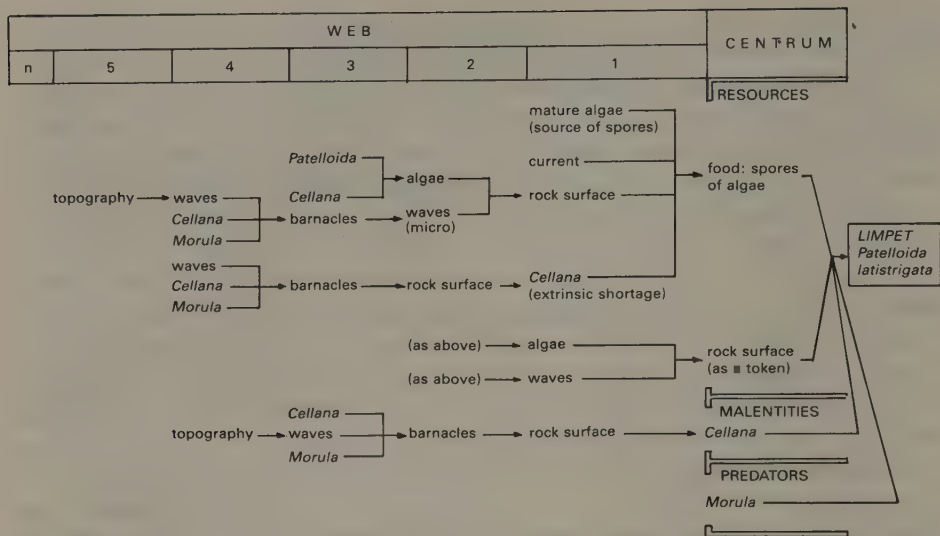 WEB
CENTRUM
n 5 4 3 2 1
RESOURCES
mature algae
(source of spores)
Patelloida
algae
current
food: spores
of algae
topography waves
Cellana
rock surface
Cellana barnacles waves
(micro)
Morula
LIMPET
Patelloida
latistrigata
waves
Cellana barnacles rock surface Cellana
(extrinsic shortage)
Morula
(as above) algae
rock surface
(as a token)
(as above) waves
MALENTITIES
Cellana
topography waves barnacles rock surface Cellana
Morula
PREDATORS
Morula